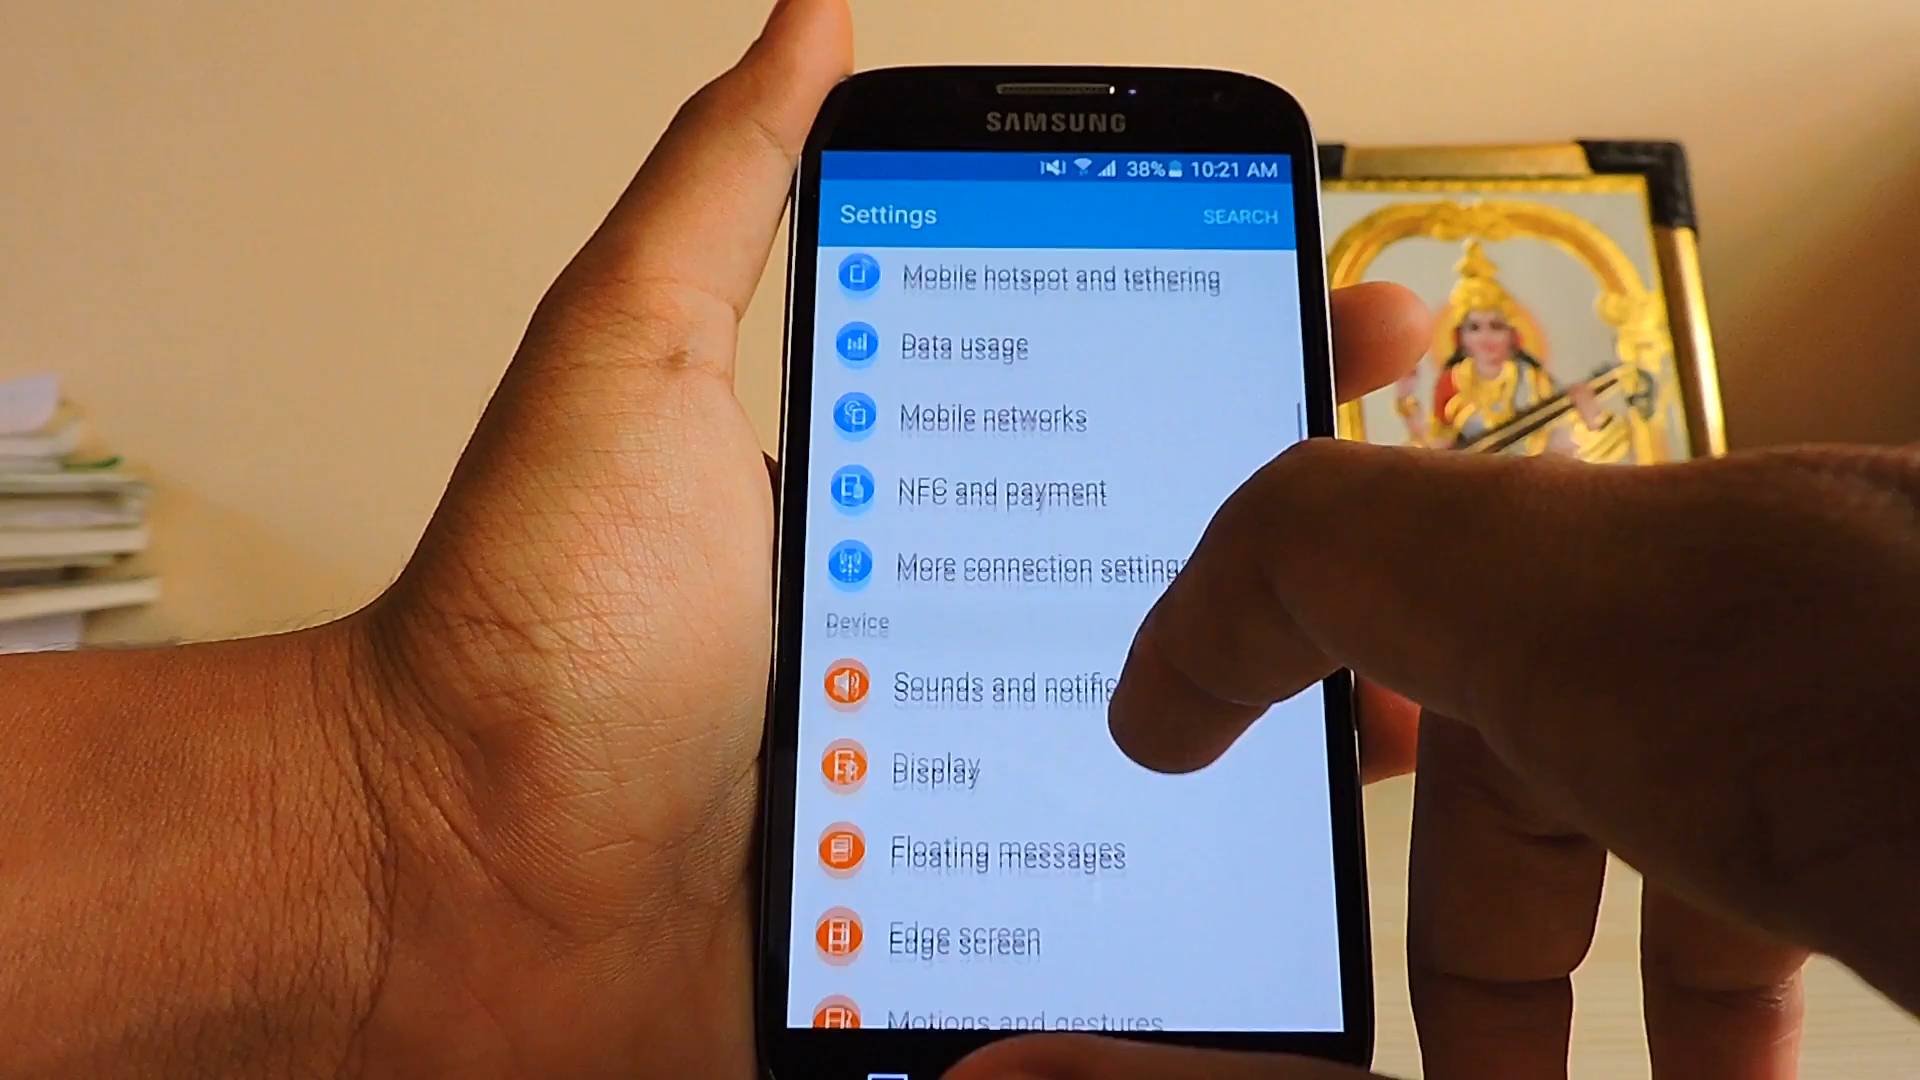 SAMSUNG
38% 10:21 AM
Settings SEARCH
Mobile hotspot and tethering
Data usage
Mobile networks
NFC and payment
More connection settings
Device
Sounds and notific
Display
Floating messages
Edge screen
Motions and gestures